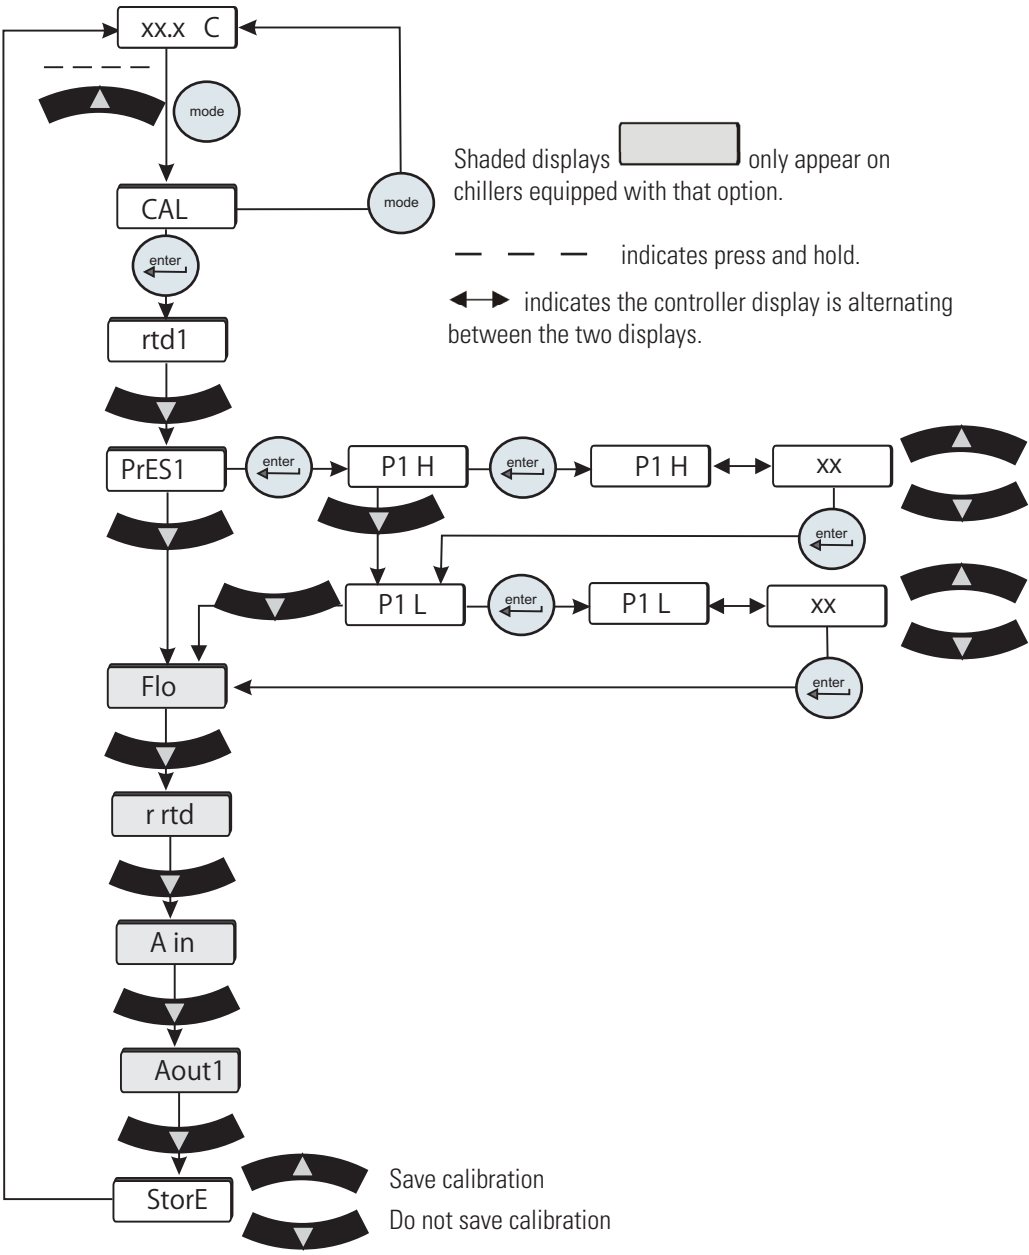 xx.x C
mode
Shaded displays only appear on
chillers equipped with that option.
CAL
mode
enter
indicates press and hold.
indicates the controller display is alternating
between the two displays.
rtd1
PrES1
enter
P1 H
enter
P1 H
xx
enter
P1 L
enter
P1 L
xx
enter
Flo
r rtd
A in
Aout1
StorE
Save calibration
Do not save calibration